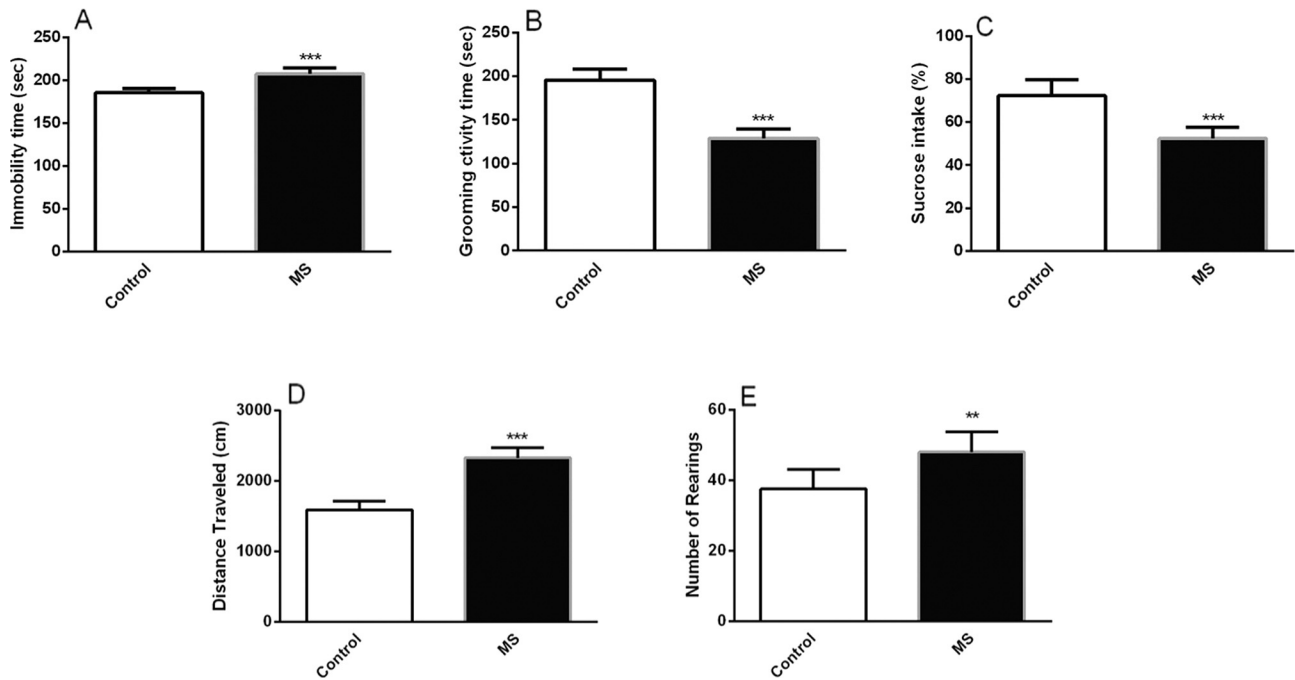 A
Immobility time (sec)
250
200
150
100
50
0
***
Control
MS
B
Grooming ctivity time (sec)
250
200
150
100
50
0
***
Control
MS
C
Sucrose intake (%)
100
80
60
40
20
0
***
Control
MS
D
Distance Traveled (cm)
3000
2000
1000
0
***
Control
MS
E
Number of Rearings
60
40
20
0
**
Control
MS